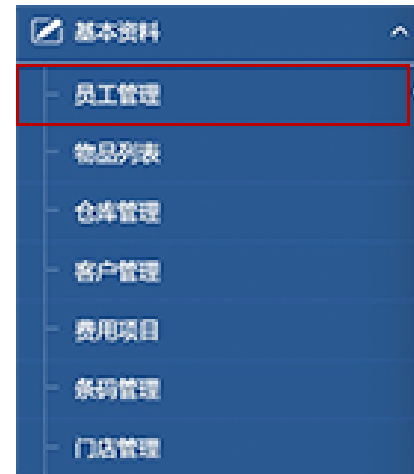 基本资料
员工管理
物品列表
仓库管理
客户管理
费用项目
条码管理
门店管理